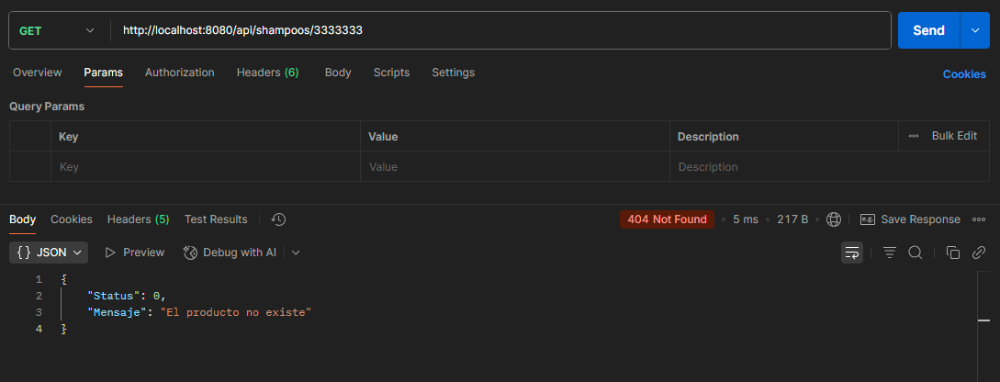 GET http://localhost:8080/api/shampoos/3333333 Send
Overview Params Authorization Headers (6) Body Scripts Settings Cookies
Query Params
Key Value Description Bulk Edit
Key Value Description
Body Cookies Headers (5) Test Results 404 Not Found 5 ms 217 B e.g. Save Response
{} JSON Preview Debug with AI
1 {
2 "Status": 0,
3 "Mensaje": "El producto no existe"
4 }